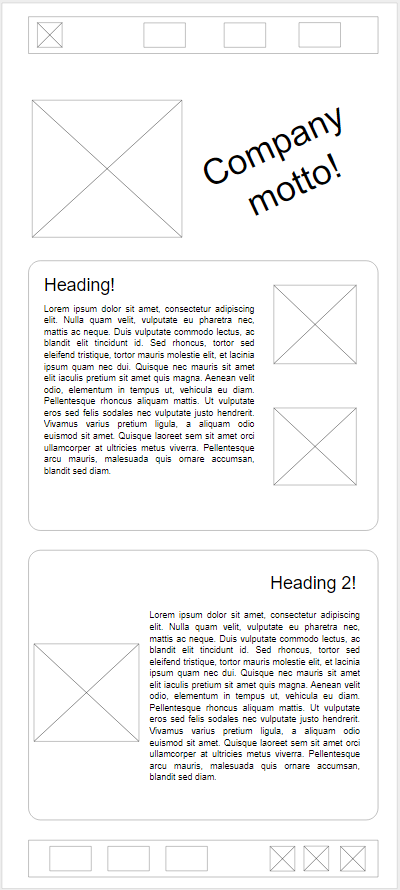 Company
motto!
Heading!
Lorem ipsum dolor sit amet, consectetur adipiscing
elit. Nulla quam velit, vulputate eu pharetra nec,
mattis ac neque. Duis vulputate commodo lectus, ac
blandit elit tincidunt id. Sed rhoncus, tortor sed
eleifend tristique, tortor mauris molestie elit, et lacinia
ipsum quam nec dui. Quisque nec mauris sit amet
elit iaculis pretium sit amet quis magna. Aenean velit
odio, elementum in tempus ut, vehicula eu diam.
Pellentesque rhoncus aliquam mattis. Ut vulputate
eros sed felis sodales nec vulputate justo hendrerit.
Vivamus varius pretium ligula, a aliquam odio
euismod sit amet. Quisque laoreet sem sit amet orci
ullamcorper at ultricies metus viverra. Pellentesque
arcu mauris, malesuada quis ornare accumsan,
blandit sed diam.
Heading 2!
Lorem ipsum dolor sit amet, consectetur adipiscing
elit. Nulla quam velit, vulputate eu pharetra nec,
mattis ac neque. Duis vulputate commodo lectus, ac
blandit elit tincidunt id. Sed rhoncus, tortor sed
eleifend tristique, tortor mauris molestie elit, et lacinia
ipsum quam nec dui. Quisque nec mauris sit amet
elit iaculis pretium sit amet quis magna. Aenean velit
odio, elementum in tempus ut, vehicula eu diam.
Pellentesque rhoncus aliquam mattis. Ut vulputate
eros sed felis sodales nec vulputate justo hendrerit.
Vivamus varius pretium ligula, a aliquam odio
euismod sit amet. Quisque laoreet sem sit amet orci
ullamcorper at ultricies metus viverra. Pellentesque
arcu mauris, malesuada quis ornare accumsan,
blandit sed diam.